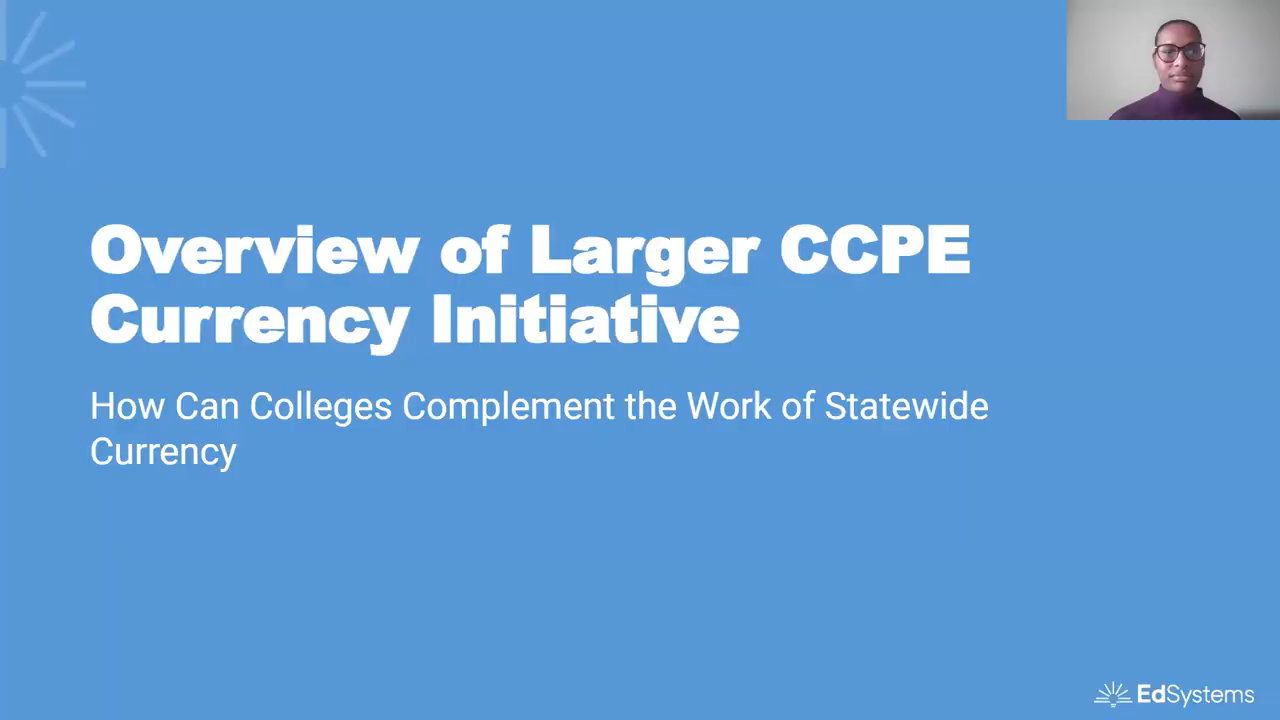 Overview of Larger CCPE
Currency Initiative
How Can Colleges Complement the Work of Statewide
Currency
EdSystems